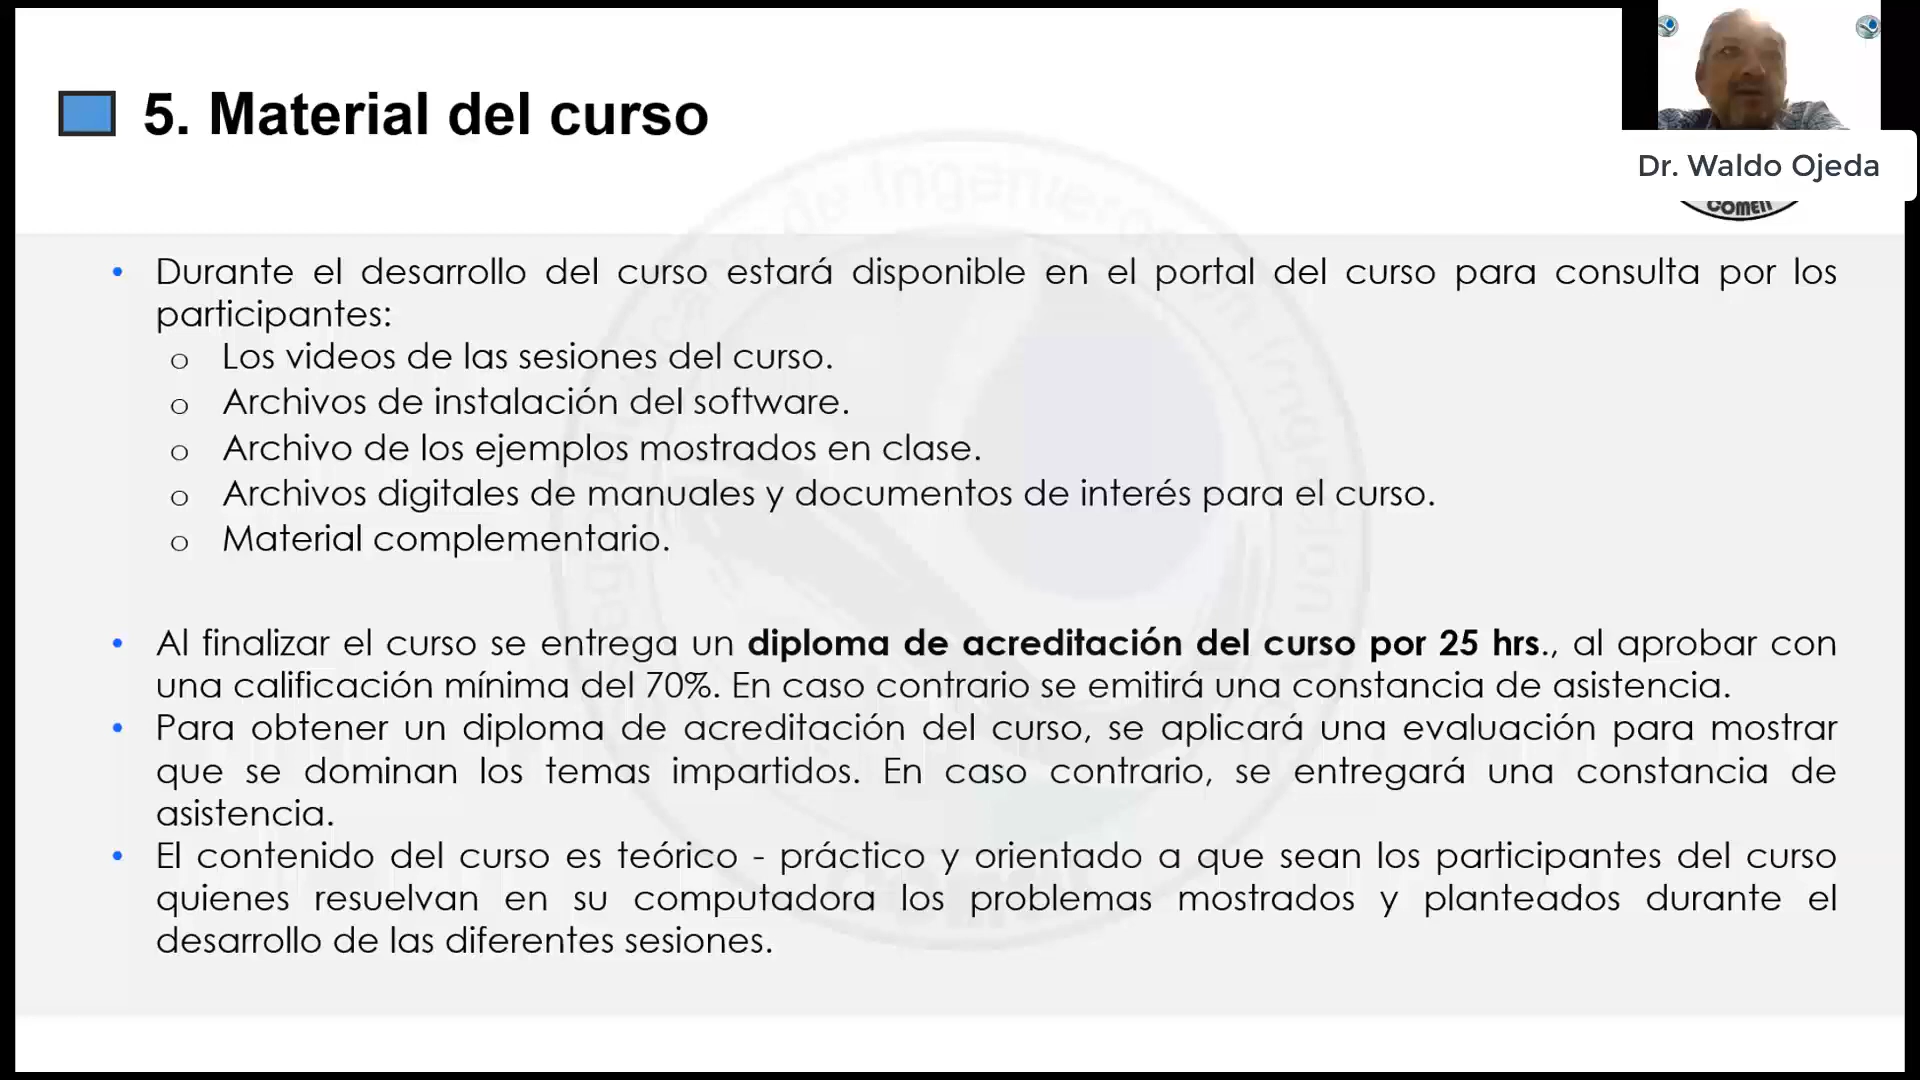 5. Material del curso
Dr. Waldo Ojeda
COMEII
• Durante el desarrollo del curso estará disponible en el portal del curso para consulta por los
participantes:
o Los videos de las sesiones del curso.
o Archivos de instalación del software.
o Archivo de los ejemplos mostrados en clase.
o Archivos digitales de manuales y documentos de interés para el curso.
o Material complementario.
• Al finalizar el curso se entrega un diploma de acreditación del curso por 25 hrs., al aprobar con
una calificación mínima del 70%. En caso contrario se emitirá una constancia de asistencia.
• Para obtener un diploma de acreditación del curso, se aplicará una evaluación para mostrar
que se dominan los temas impartidos. En caso contrario, se entregará una constancia de
asistencia.
• El contenido del curso es teórico - práctico y orientado a que sean los participantes del curso
quienes resuelvan en su computadora los problemas mostrados y planteados durante el
desarrollo de las diferentes sesiones.